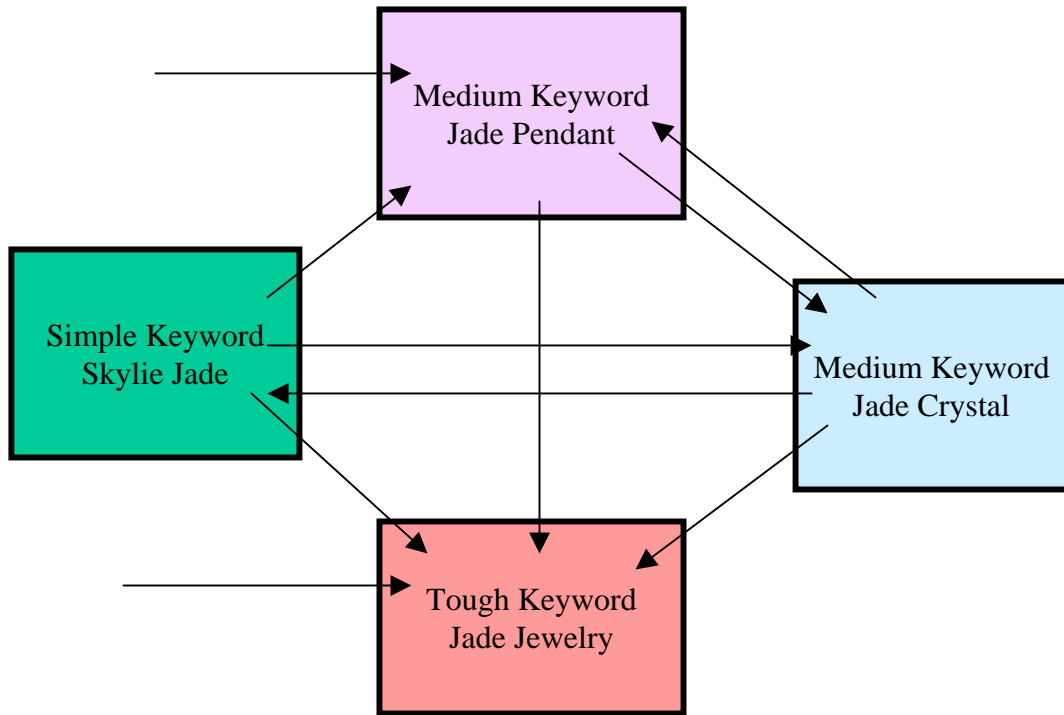 Medium Keyword
Jade Pendant
Simple Keyword
Skylie Jade
Medium Keyword
Jade Crystal
Tough Keyword
Jade Jewelry